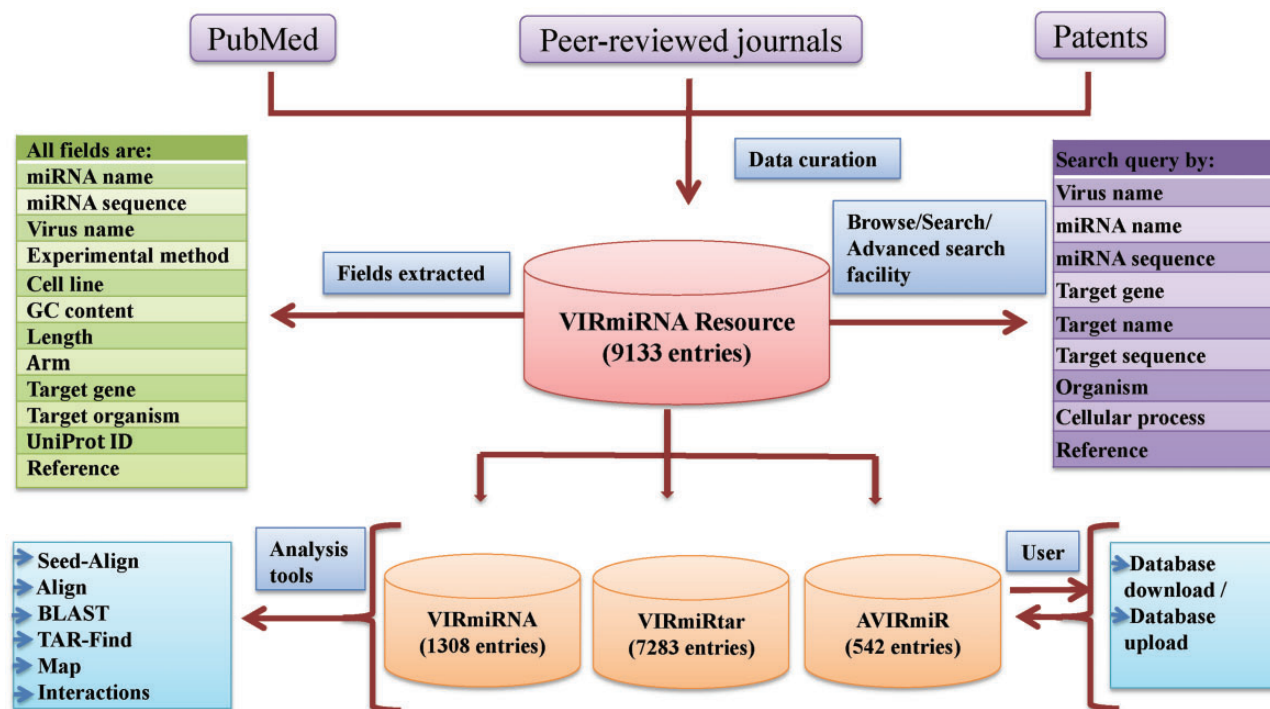 PubMed
Peer-reviewed journals
Patents
Data curation
All fields are:
miRNA name
miRNA sequence
Virus name
Experimental method
Cell line
GC content
Length
Arm
Target gene
Target organism
UniProt ID
Reference
Fields extracted
VIRmiRNA Resource
(9133 entries)
Browse/Search/
Advanced search
facility
Search query by:
Virus name
miRNA name
miRNA sequence
Target gene
Target name
Target sequence
Organism
Cellular process
Reference
Seed-Align
Align
BLAST
TAR-Find
Map
Interactions
Analysis
tools
VIRmiRNA
(1308 entries)
VIRmiRtar
(7283 entries)
AVIRmiR
(542 entries)
User
Database
download /
Database
upload